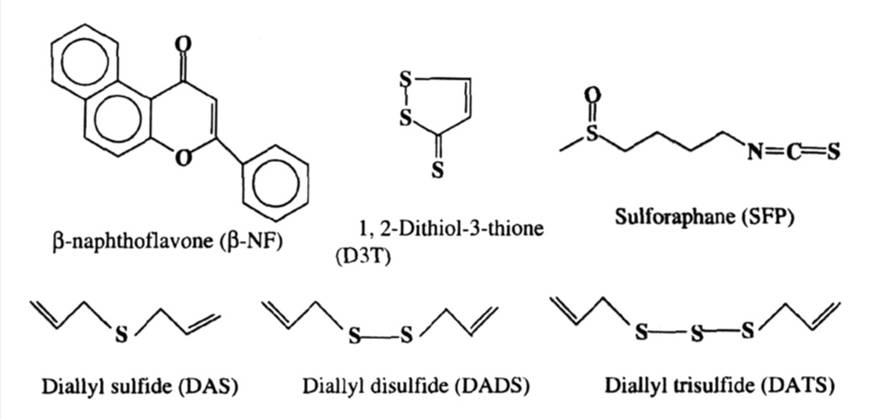 O
O
β-naphthoflavone (β-NF)
S
S
S
1, 2-Dithiol-3-thione
(D3T)
O
S
N=C=S
Sulforaphane (SFP)
S
Diallyl sulfide (DAS)
S—S
Diallyl disulfide (DADS)
S—S—S
Diallyl trisulfide (DATS)